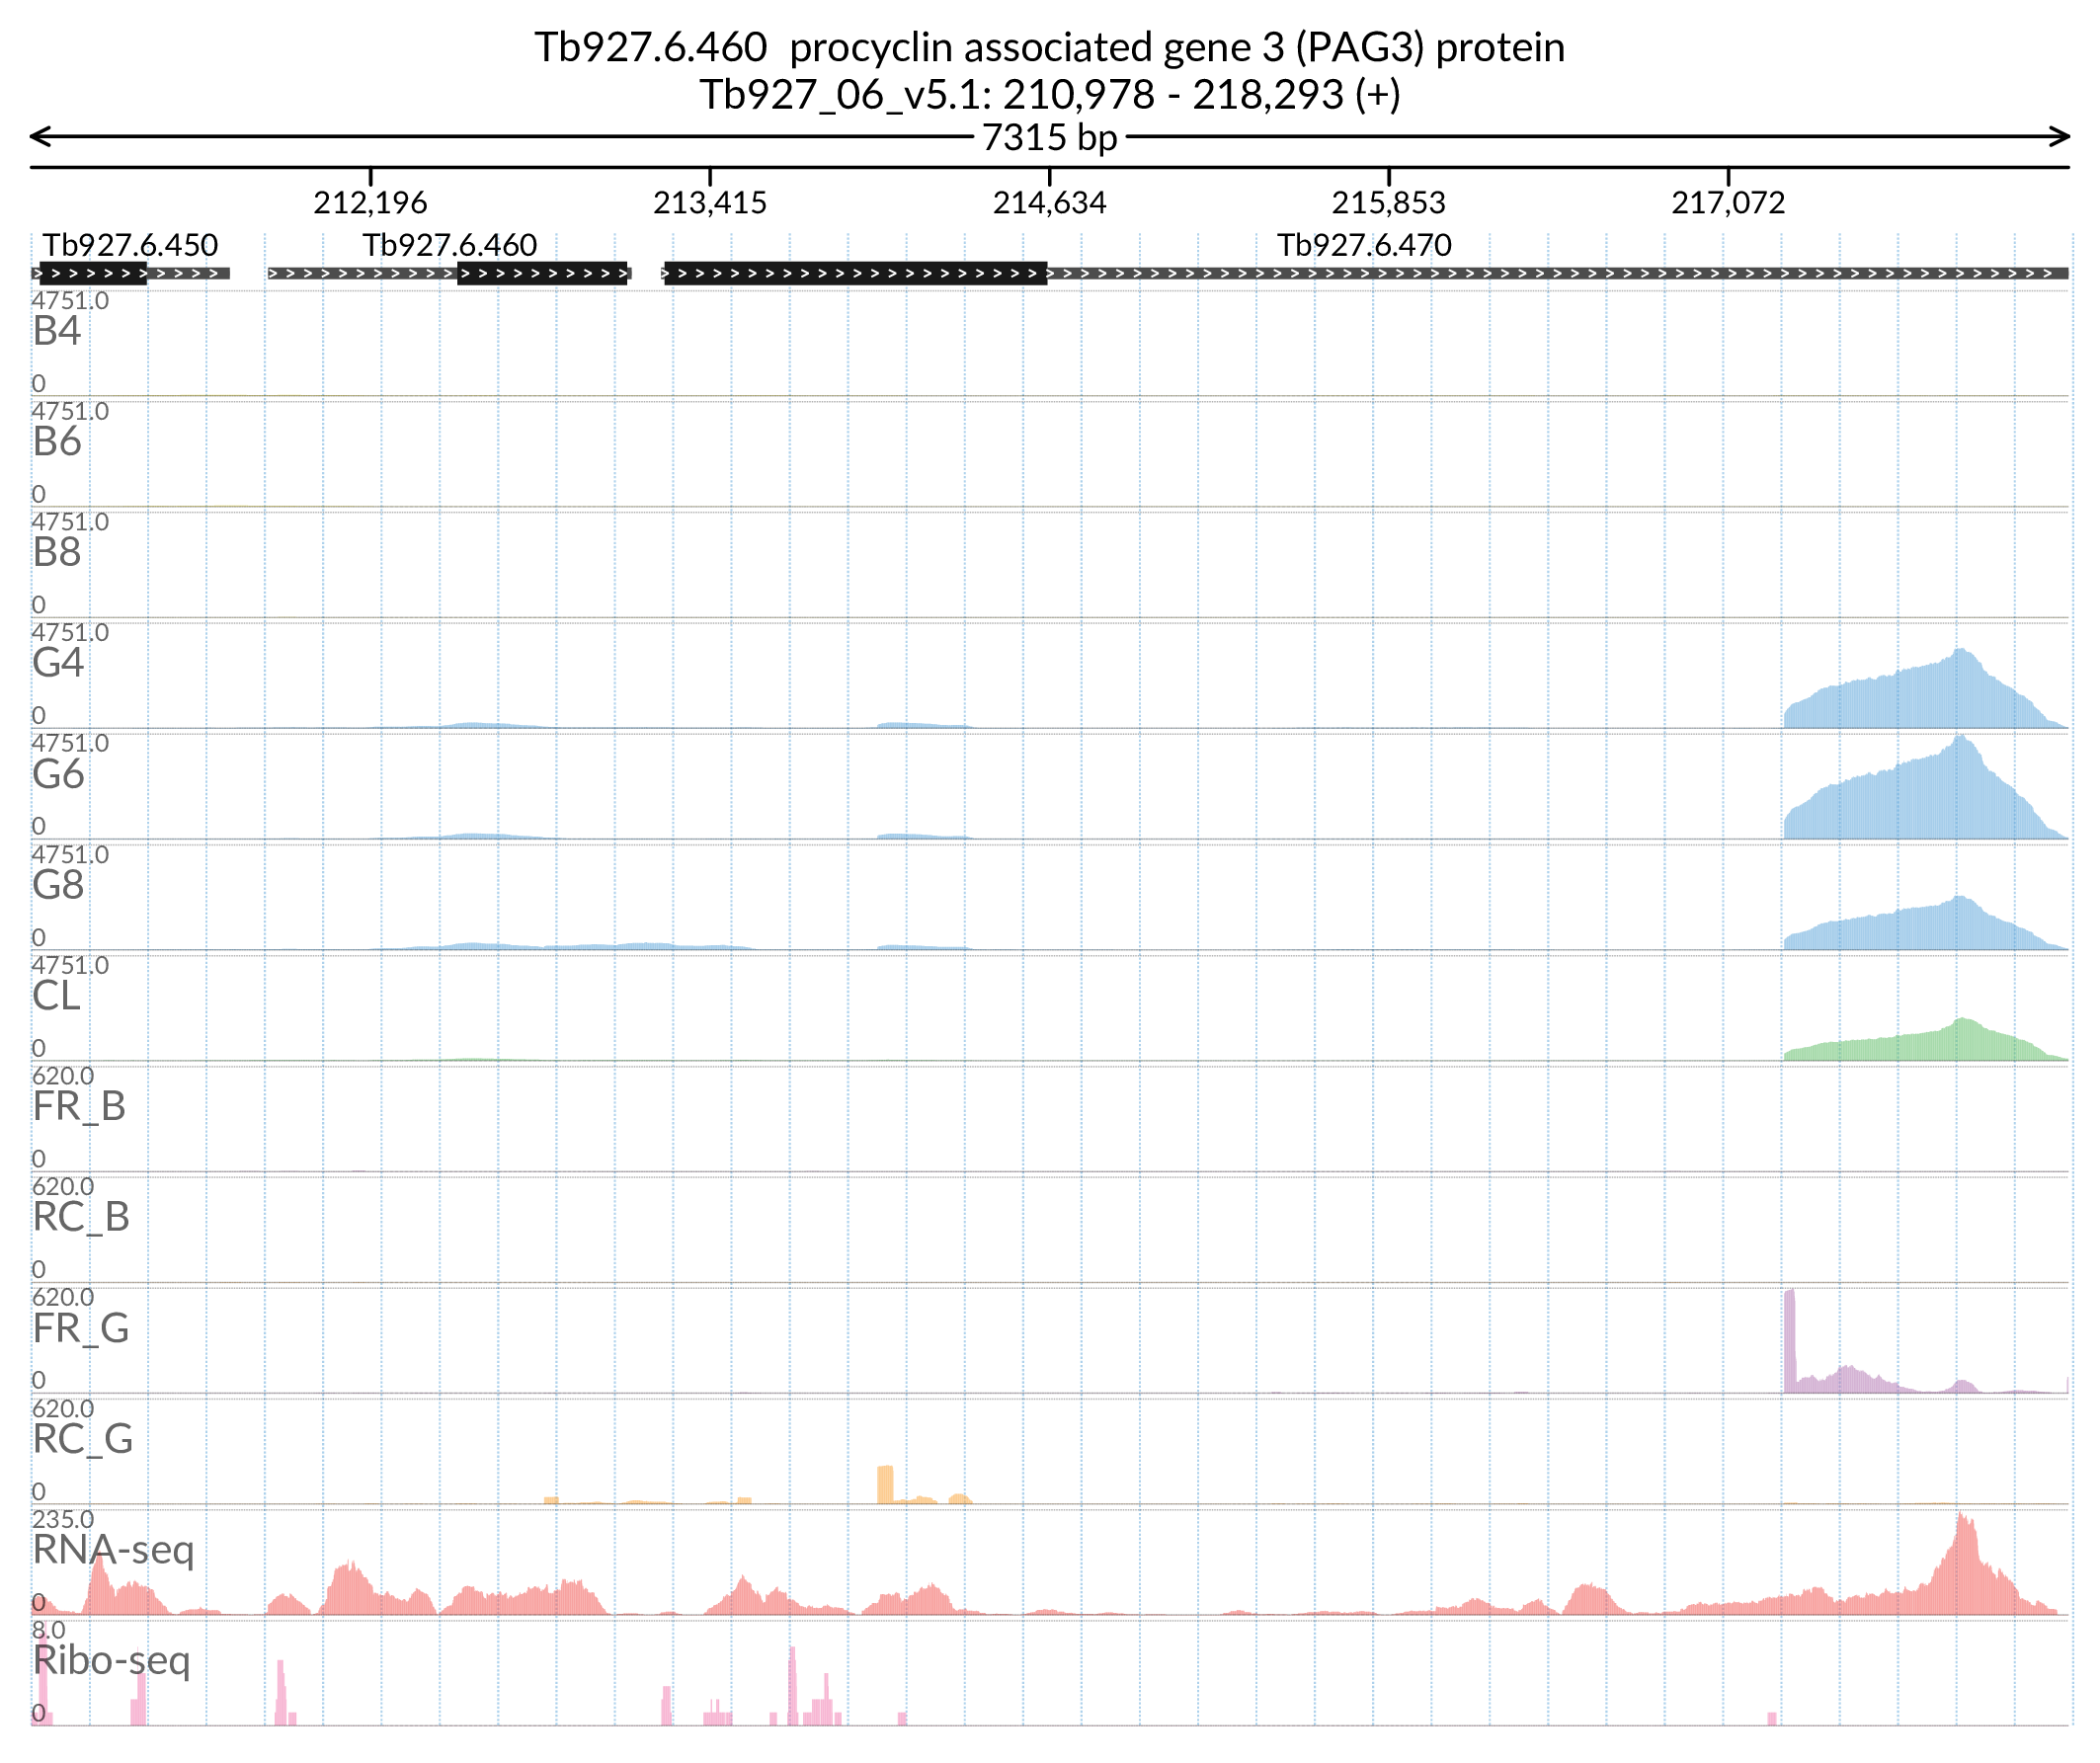 Tb927.6.460 procyclin associated gene 3 (PAG3) protein
Tb927_06_v5.1: 210,978 - 218,293 (+)
7315 bp
212,196 213,415 214,634 215,853 217,072
Tb927.6.450 Tb927.6.460 Tb927.6.470
4751.0
B4
0
4751.0
B6
0
4751.0
B8
0
4751.0
G4
0
4751.0
G6
0
4751.0
G8
0
4751.0
CL
0
620.0
FR_B
0
620.0
RC_B
0
620.0
FR_G
0
620.0
RC_G
0
235.0
RNA-seq
0
8.0
Ribo-seq
0